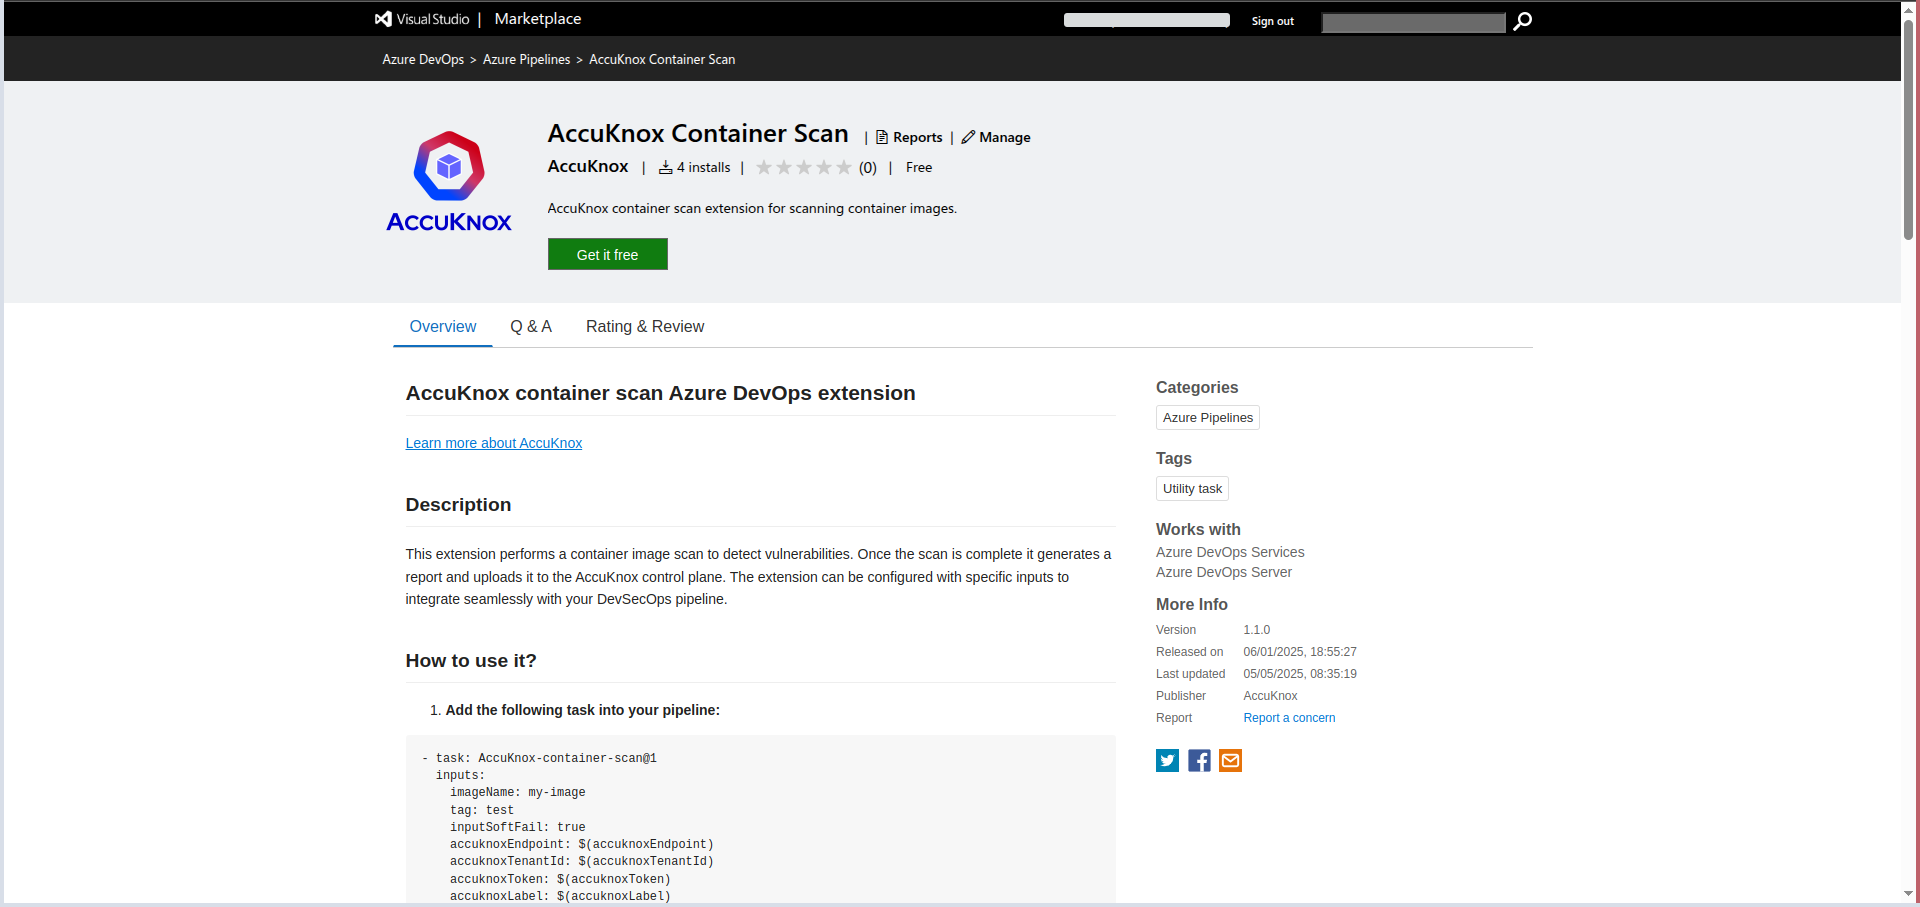 Visual Studio | Marketplace
Sign out
Azure DevOps > Azure Pipelines > AccuKnox Container Scan
ACCUKNOX
AccuKnox Container Scan | Reports | Manage
AccuKnox | 4 installs | (0) | Free
AccuKnox container scan extension for scanning container images.
Get it free
Overview
Q & A
Rating & Review
AccuKnox container scan Azure DevOps extension
Learn more about AccuKnox
Description
This extension performs a container image scan to detect vulnerabilities. Once the scan is complete it generates a
report and uploads it to the AccuKnox control plane. The extension can be configured with specific inputs to
integrate seamlessly with your DevSecOps pipeline.
How to use it?
1. Add the following task into your pipeline:
- task: AccuKnox-container-scan@1
inputs:
imageName: my-image
tag: test
inputSoftFail: true
accuknoxEndpoint: $(accuknoxEndpoint)
accuknoxTenantId: $(accuknoxTenantId)
accuknoxToken: $(accuknoxToken)
accuknoxLabel: $(accuknoxLabel)
Categories
Azure Pipelines
Tags
Utility task
Works with
Azure DevOps Services
Azure DevOps Server
More Info
Version 1.1.0
Released on 06/01/2025, 18:55:27
Last updated 05/05/2025, 08:35:19
Publisher AccuKnox
Report Report a concern